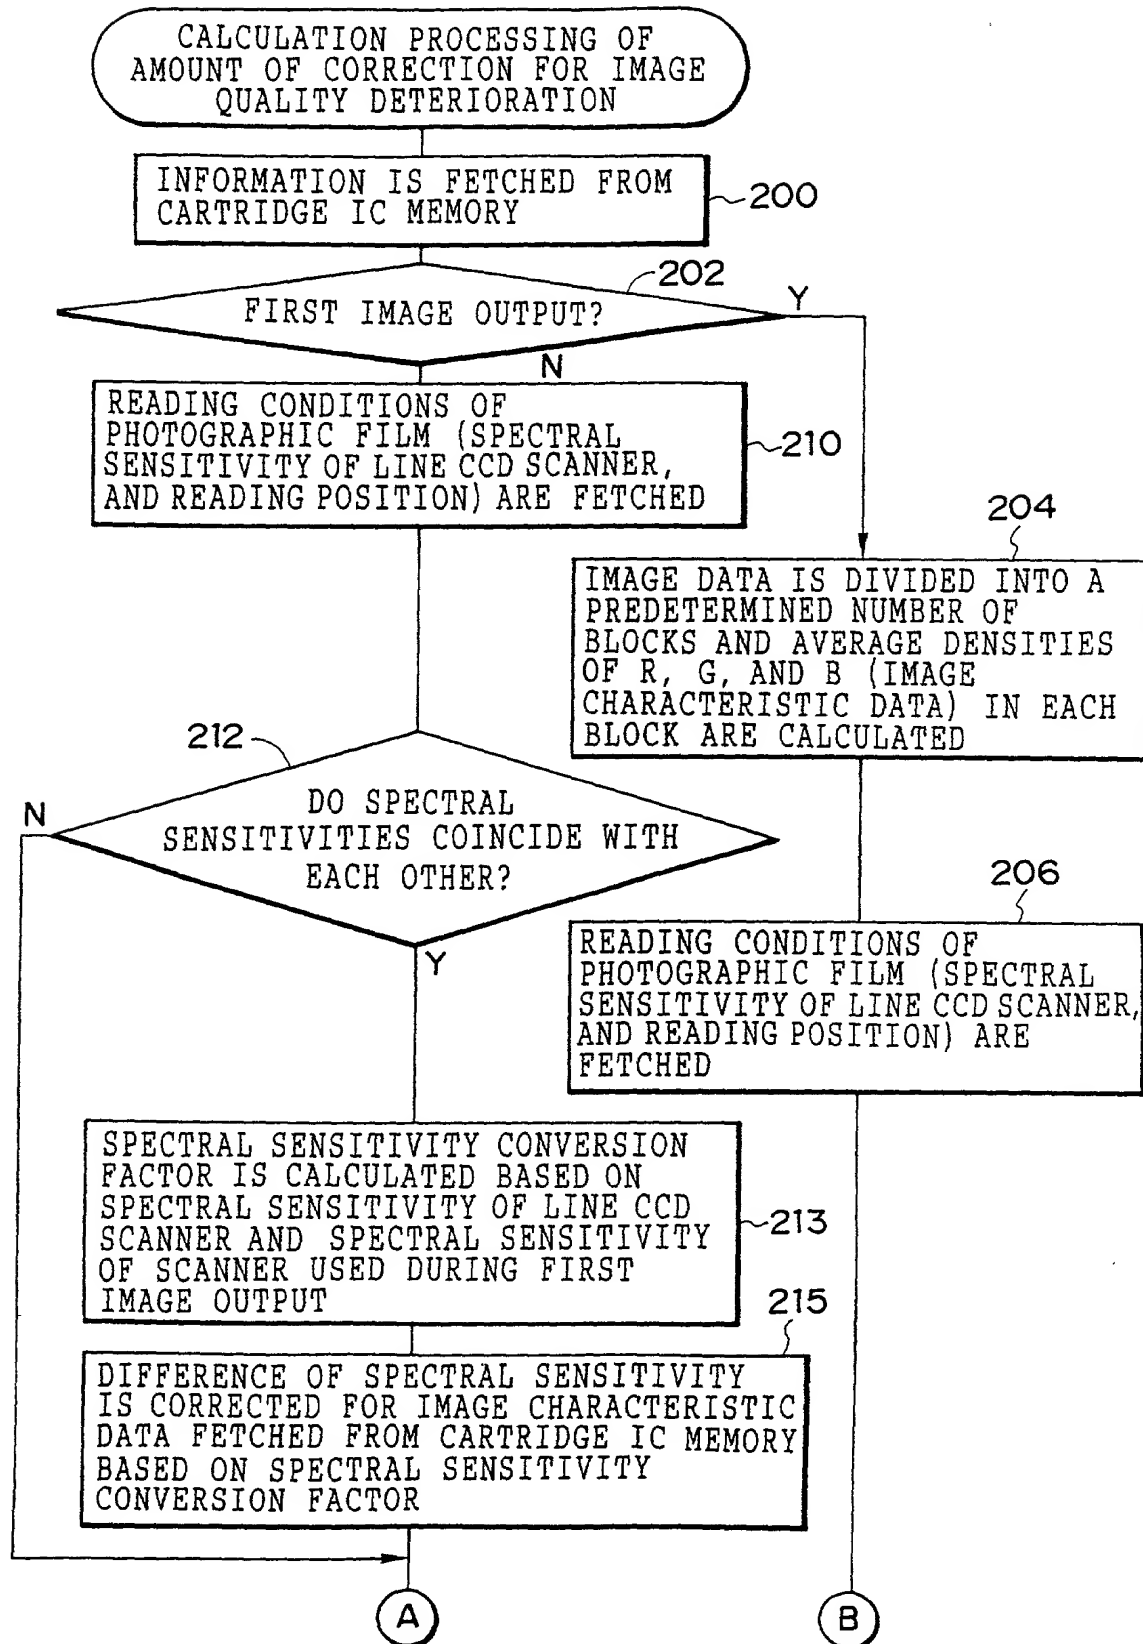 CALCULATION PROCESSING OF
AMOUNT OF CORRECTION FOR IMAGE
QUALITY DETERIORATION
INFORMATION IS FETCHED FROM
CARTRIDGE IC MEMORY
200
202
FIRST IMAGE OUTPUT?
Y
N
READING CONDITIONS OF
PHOTOGRAPHIC FILM (SPECTRAL
SENSITIVITY OF LINE CCD SCANNER,
AND READING POSITION) ARE FETCHED
210
204
IMAGE DATA IS DIVIDED INTO A
PREDETERMINED NUMBER OF
BLOCKS AND AVERAGE DENSITIES
OF R, G, AND B (IMAGE
CHARACTERISTIC DATA) IN EACH
BLOCK ARE CALCULATED
212
N
DO SPECTRAL
SENSITIVITIES COINCIDE WITH
EACH OTHER?
Y
206
READING CONDITIONS OF
PHOTOGRAPHIC FILM (SPECTRAL
SENSITIVITY OF LINE CCD SCANNER,
AND READING POSITION) ARE
FETCHED
SPECTRAL SENSITIVITY CONVERSION
FACTOR IS CALCULATED BASED ON
SPECTRAL SENSITIVITY OF LINE CCD
SCANNER AND SPECTRAL SENSITIVITY
OF SCANNER USED DURING FIRST
IMAGE OUTPUT
213
215
DIFFERENCE OF SPECTRAL SENSITIVITY
IS CORRECTED FOR IMAGE CHARACTERISTIC
DATA FETCHED FROM CARTRIDGE IC MEMORY
BASED ON SPECTRAL SENSITIVITY
CONVERSION FACTOR
A
B